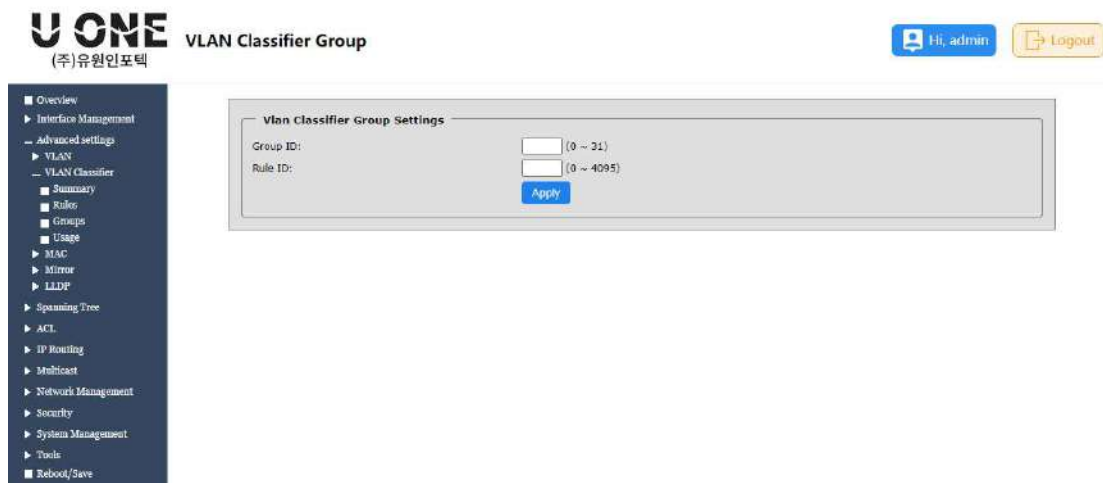 U ONE
(주)유원인포텍
VLAN Classifier Group
Hi, admin
Logout
Overview
Interface Management
Advanced settings
VLAN
VLAN Classifier
Summary
Rules
Groups
Usage
MAC
Mirror
LLDP
Spanning Tree
ACL
IP Routing
Multicast
Network Management
Security
System Management
Tools
Reboot/Save
Vlan Classifier Group Settings
Group ID: (0 ~ 31)
Rule ID: (0 ~ 4095)
Apply